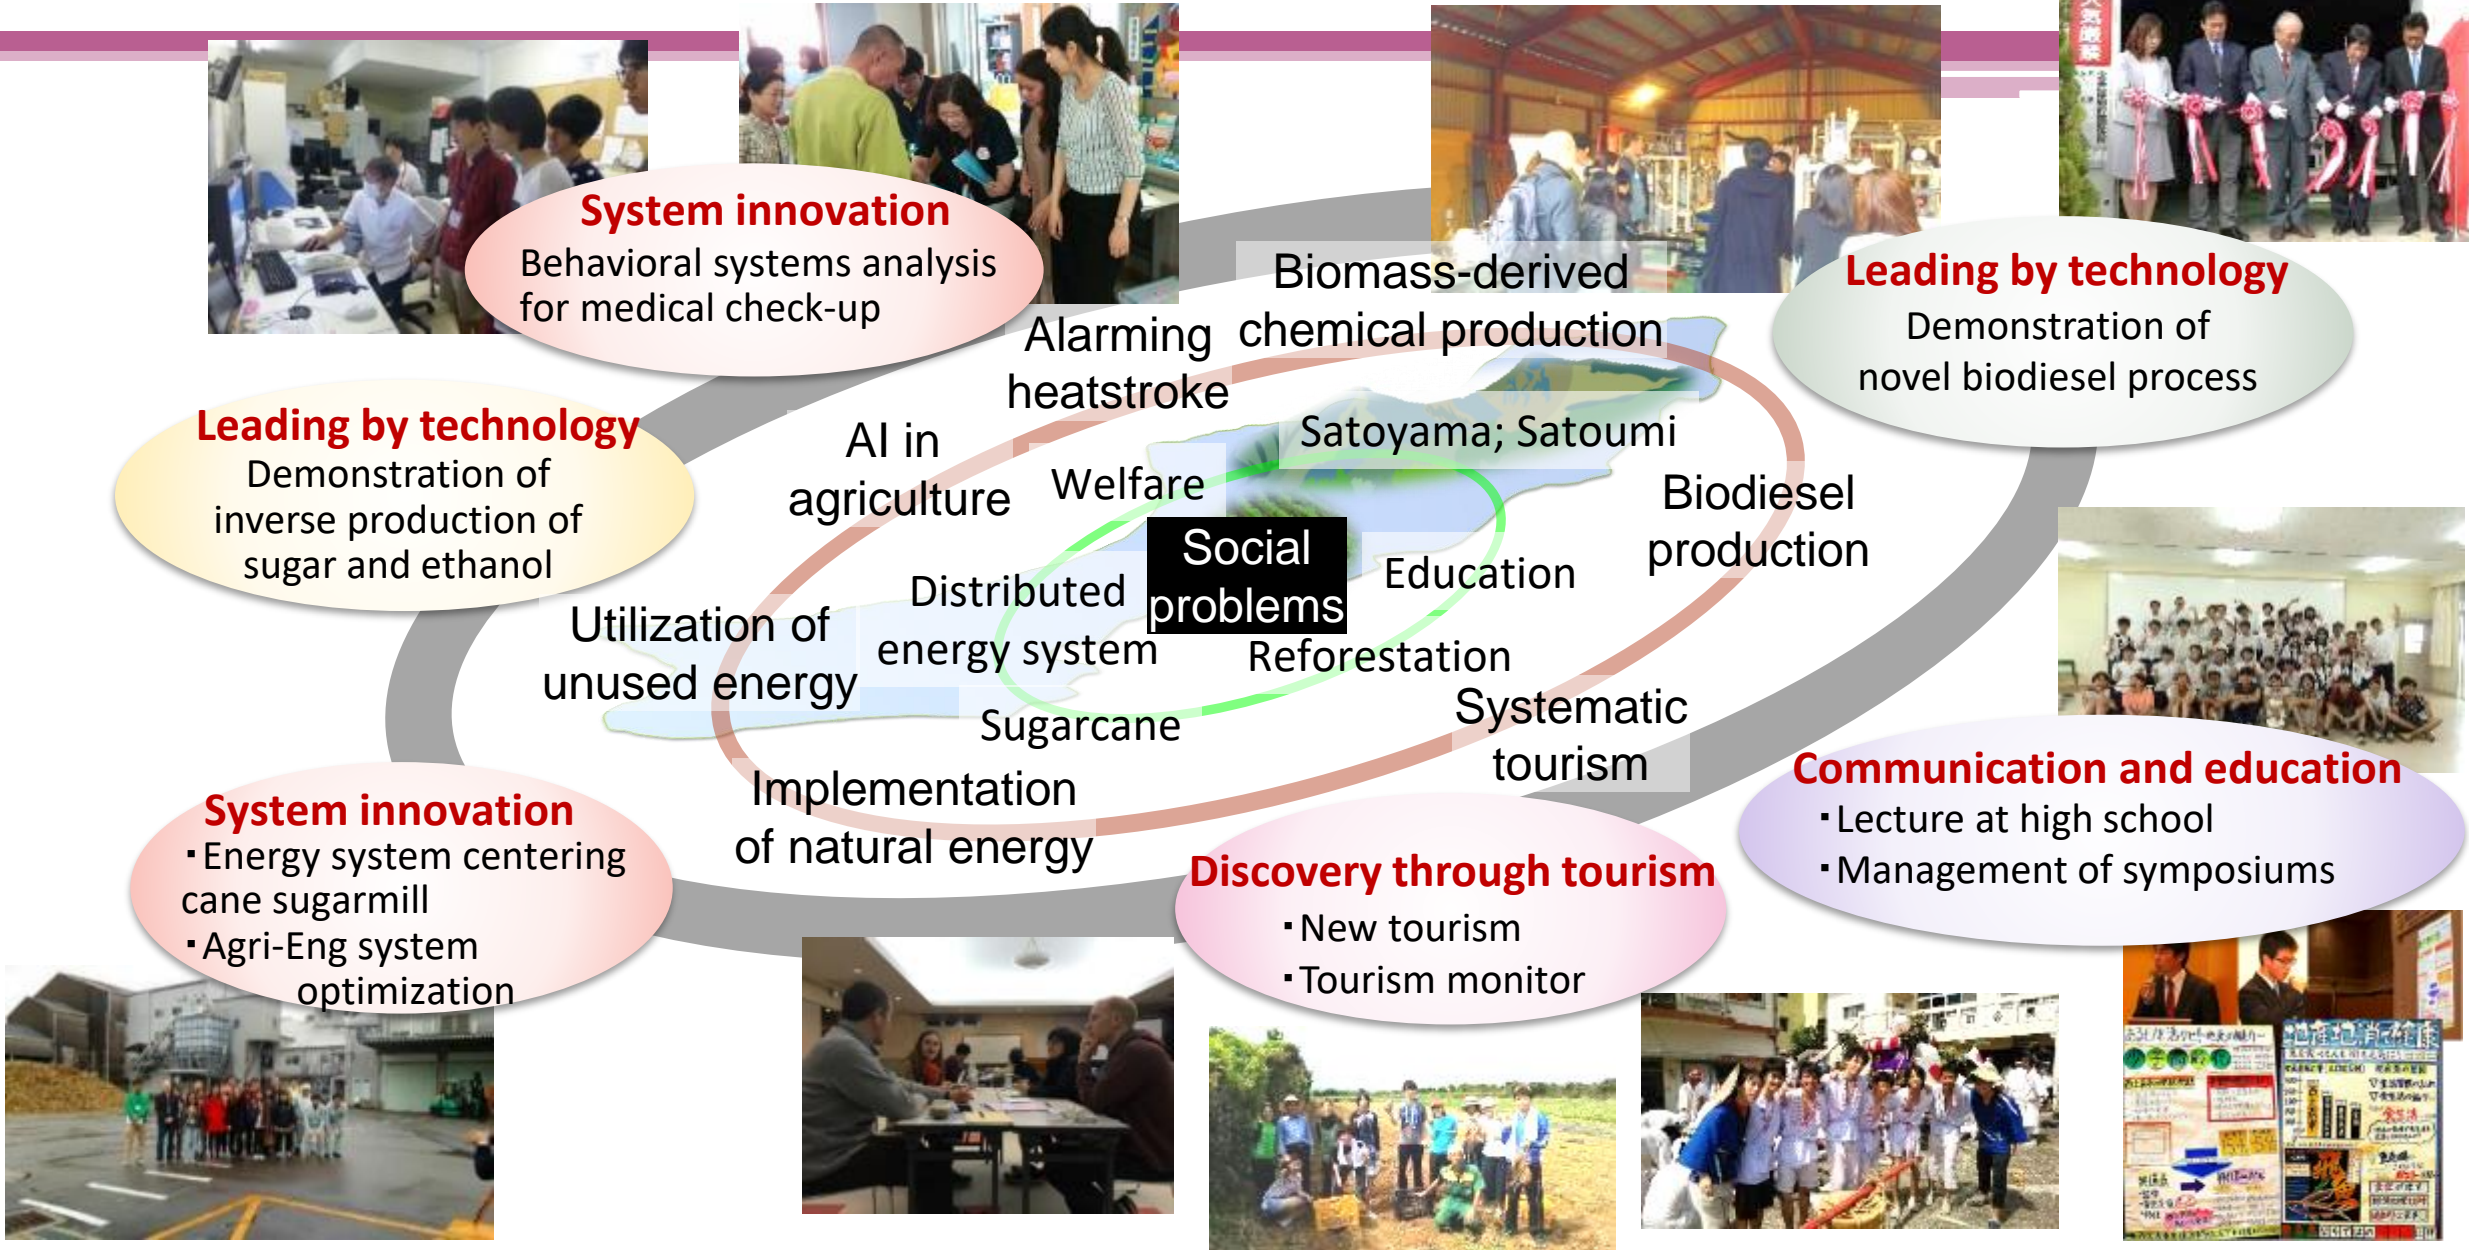 System innovation
Behavioral systems analysis
for medical check-up
Leading by technology
Demonstration of
novel biodiesel process
Biomass-derived
chemical production
Alarming
heatstroke
Leading by technology
Demonstration of
inverse production of
sugar and ethanol
AI in
agriculture
Welfare
Satoyama; Satoumi
Biodiesel
production
Social
problems
Education
Distributed
energy system
Utilization of
unused energy
Reforestation
Sugarcane
Systematic
tourism
Implementation
of natural energy
System innovation
・Energy system centering
cane sugarmill
・Agri-Eng system
optimization
Discovery through tourism
・New tourism
・Tourism monitor
Communication and education
・Lecture at high school
・Management of symposiums